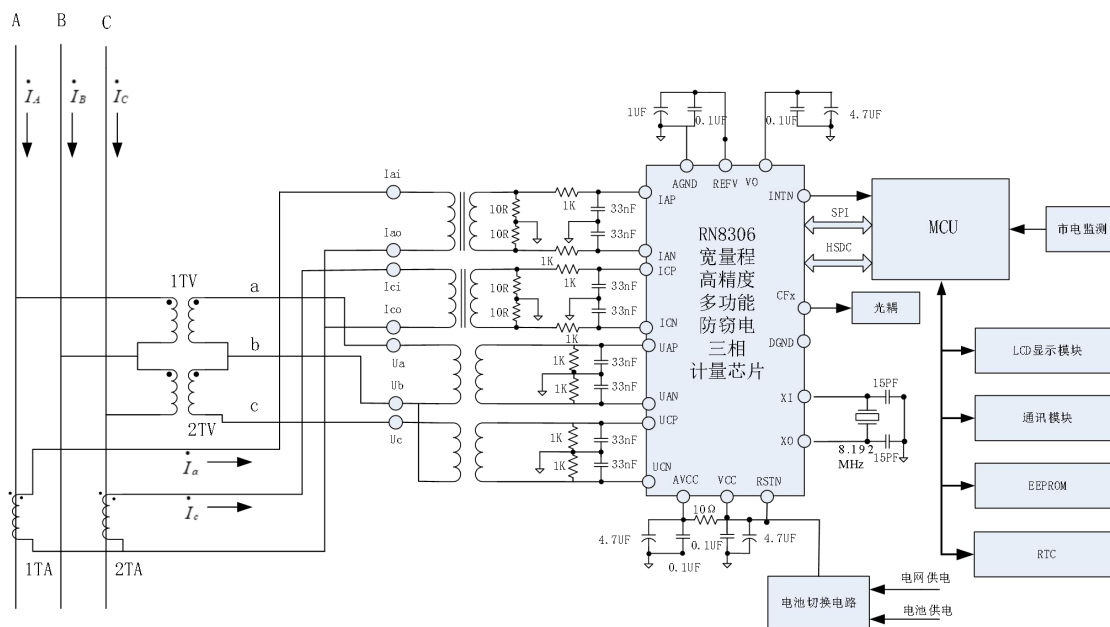 A B C
İA İB İC
1TV
2TV
a
b
c
İa
İc
1TA 2TA
Iai
Iao
Ici
Ico
Ua
Ub
Uc
10R
10R
1K
1K
33nF
33nF
10R
10R
1K
1K
33nF
33nF
1K
1K
33nF
33nF
1K
1K
33nF
33nF
1UF
0.1UF
0.1UF
4.7UF
AGND REFV VO
IAP
IAN
ICP
ICN
UAP
UAN
UCP
UCN
RN8306
宽量程
高精度
多功能
防窃电
三相
计量芯片
INTN
SPI
HSDC
CFx
DGND
XI
XO
AVCC VCC RSTN
MCU
市电监测
光耦
15PF
8.192
MHz
15PF
LCD显示模块
通讯模块
EEPROM
RTC
4.7UF
0.1UF
10Ω
0.1UF
4.7UF
电池切换电路
电网供电
电池供电